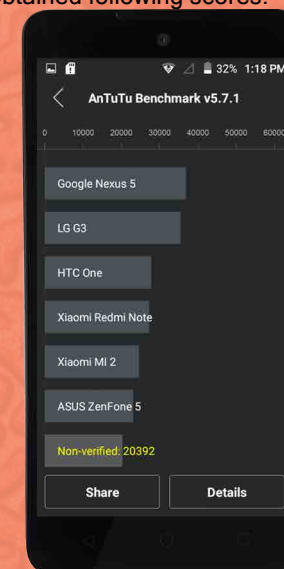 obtained following scores:
32% 1:18 PM
AnTuTu Benchmark v5.7.1
0 10000 20000 30000 40000 50000 60000
Google Nexus 5
LG G3
HTC One
Xiaomi Redmi Note
Xiaomi MI 2
ASUS ZenFone 5
Non-verified: 20392
Share Details